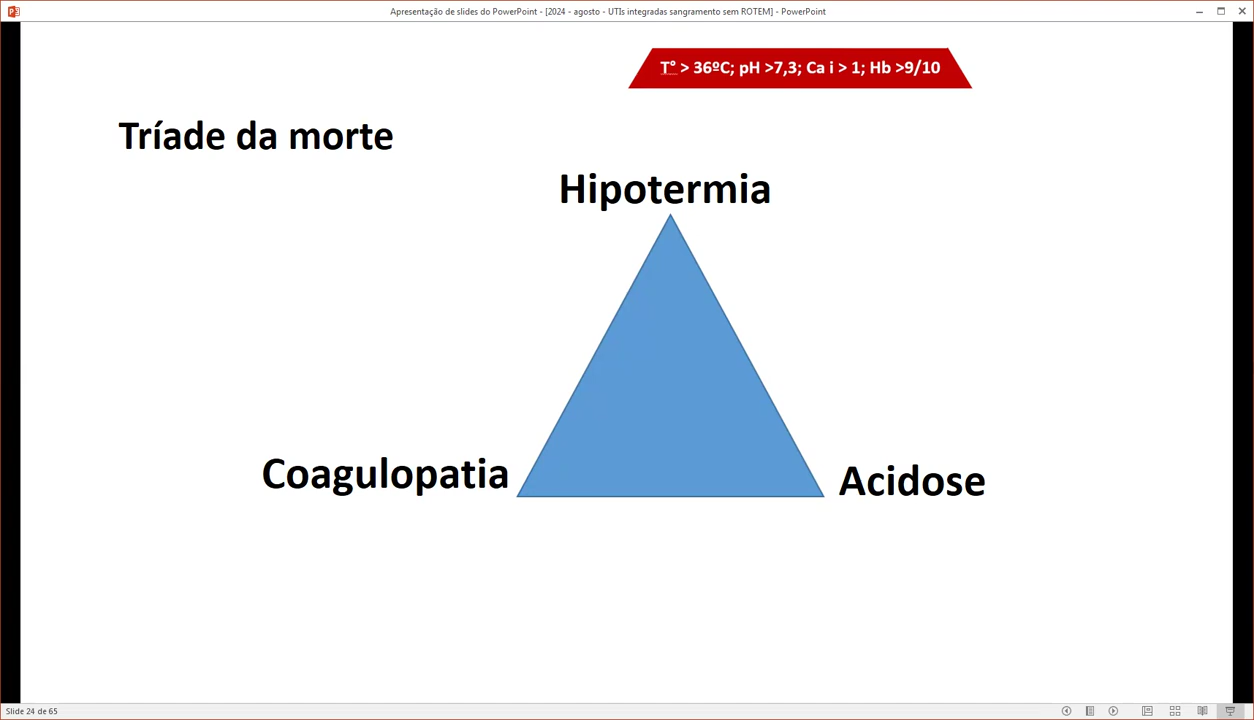 Apresentação de slides do PowerPoint - [2024 - agosto - UTIs integradas sangramento sem ROTEM] - PowerPoint
T° > 36ºC; pH >7,3; Ca i > 1; Hb >9/10
Tríade da morte
Hipotermia
Coagulopatia
Acidose
Slide 24 de 65